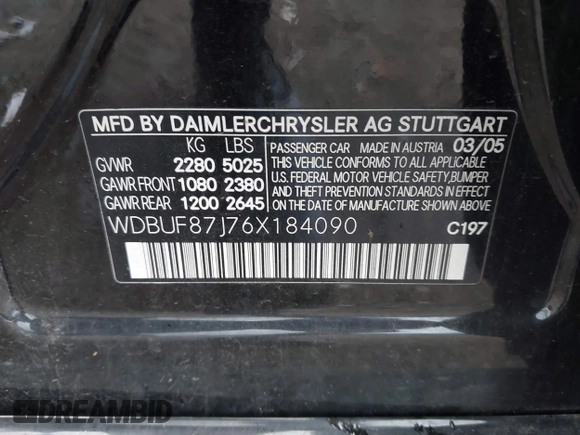 MFD BY DAIMLERCHRYSLER AG STUTTGART
KG LBS PASSENGER CAR MADE IN AUSTRIA 03/05
GVWR 2280 5025 THIS VEHICLE CONFORMS TO ALL APPLICABLE
GAWR FRONT 1080 2380 U.S. FEDERAL MOTOR VEHICLE SAFETY,BUMPER
GAWR REAR 1200 2645 AND THEFT PREVENTION STANDARDS IN
EFFECT ON THE DATE OF MANUFACTURE SHOWN ABOVE.
WDBUF87J76X184090 C197
DREAMBID